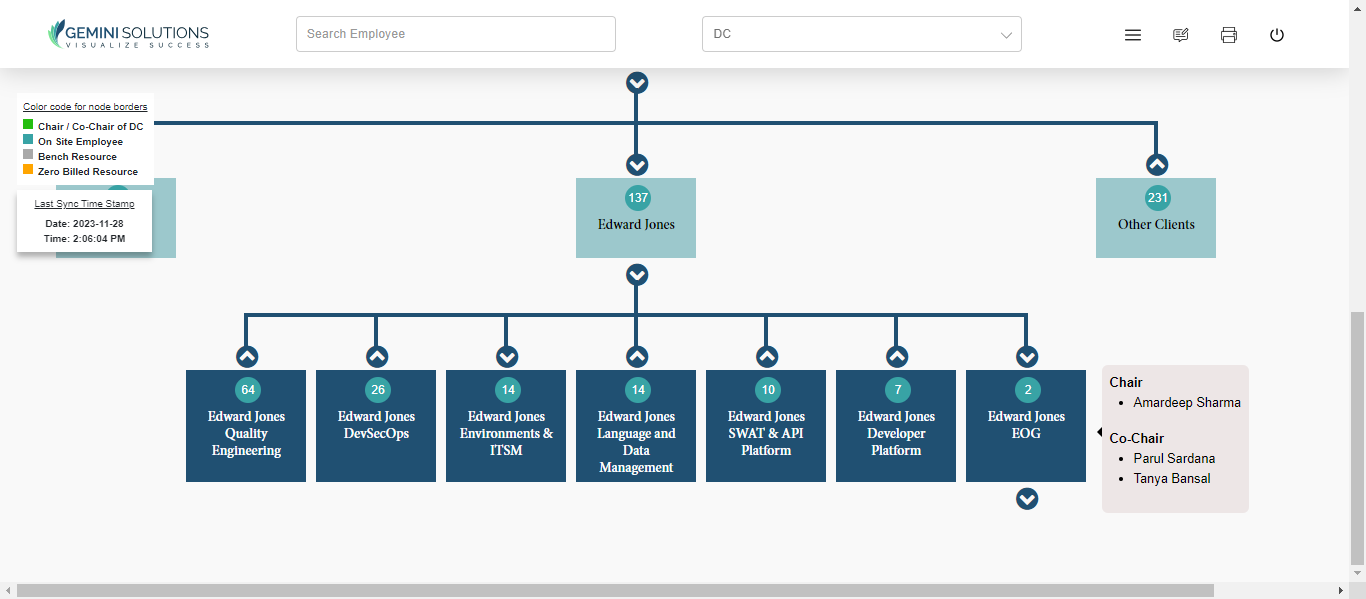 GEMINI SOLUTIONS
VISUALIZE SUCCESS
Search Employee
DC
Color code for node borders
Chair / Co-Chair of DC
On Site Employee
Bench Resource
Zero Billed Resource
Last Sync Time Stamp
Date: 2023-11-28
Time: 2:06:04 PM
137
Edward Jones
231
Other Clients
64
Edward Jones
Quality
Engineering
26
Edward Jones
DevSecOps
14
Edward Jones
Environments &
ITSM
14
Edward Jones
Language and
Data
Management
10
Edward Jones
SWAT & API
Platform
7
Edward Jones
Developer
Platform
2
Edward Jones
EOG
Chair
• Amardeep Sharma
Co-Chair
• Parul Sardana
• Tanya Bansal